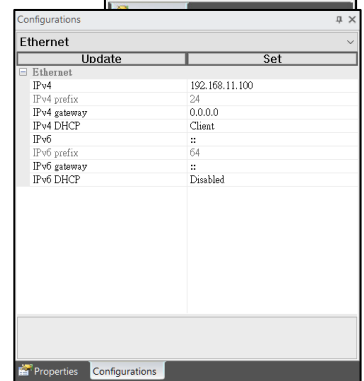 Configurations
Ethernet
Update Set
Ethernet
IPv4 192.168.11.100
IPv4 prefix 24
IPv4 gateway 0.0.0.0
IPv4 DHCP Client
IPv6 ::
IPv6 prefix 64
IPv6 gateway ::
IPv6 DHCP Disabled
Properties Configurations